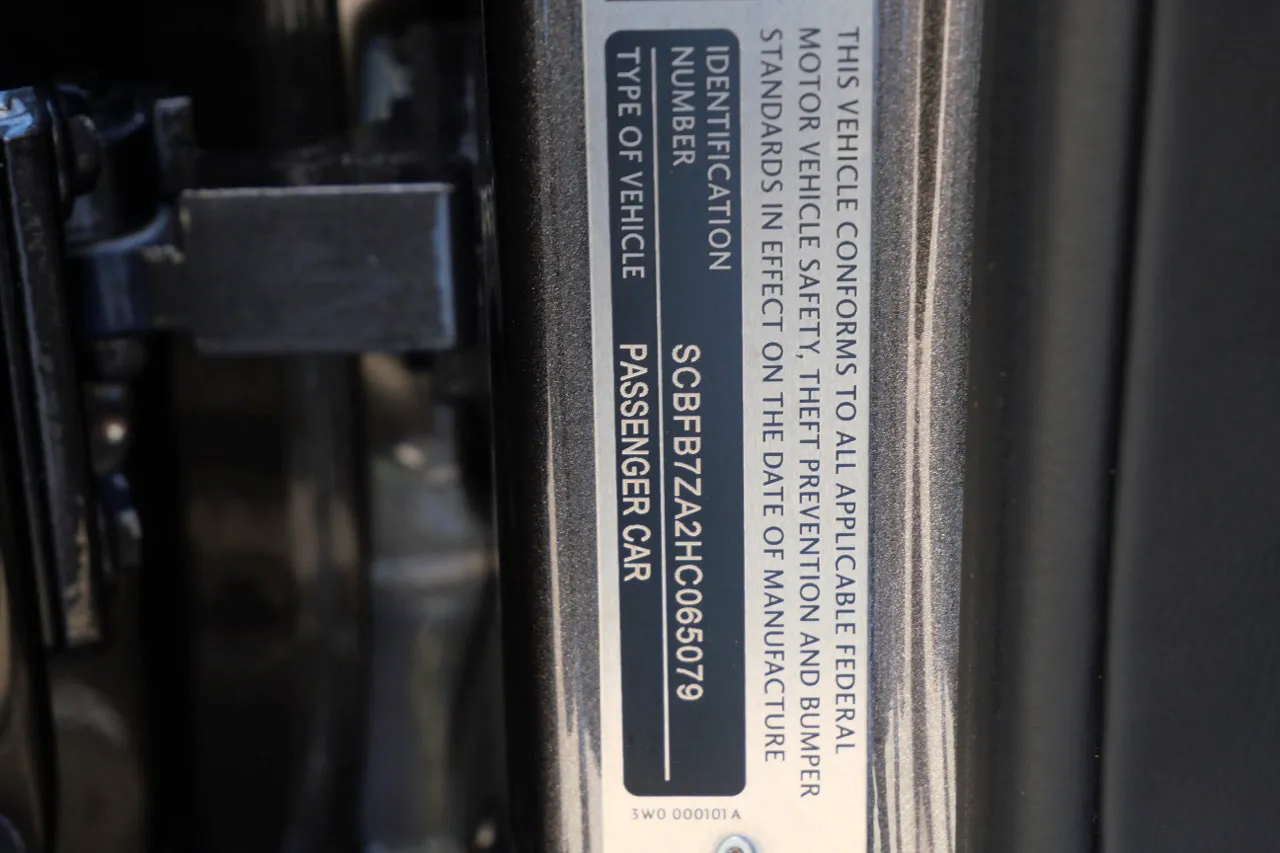 THIS VEHICLE CONFORMS TO ALL APPLICABLE FEDERAL
MOTOR VEHICLE SAFETY, THEFT PREVENTION AND BUMPER
STANDARDS IN EFFECT ON THE DATE OF MANUFACTURE
IDENTIFICATION
NUMBER SCBFB7ZA2HC065079
TYPE OF VEHICLE PASSENGER CAR
3W0 000101 A